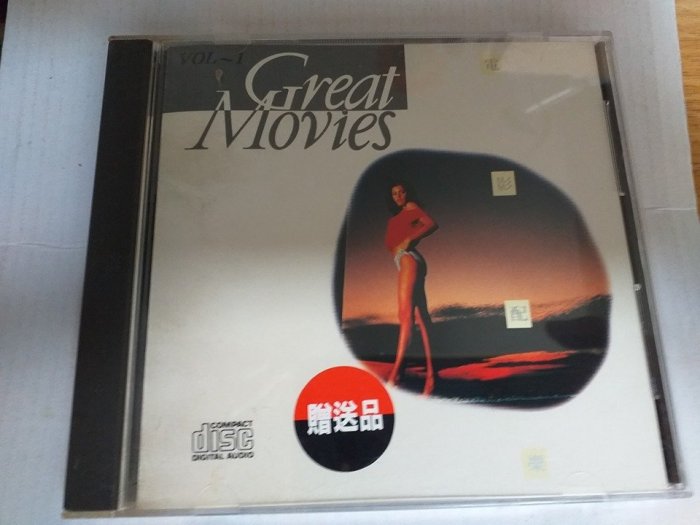 VOL~1
Great
Movies
電
影
配
樂
贈送品
COMPACT
disc
DIGITAL AUDIO